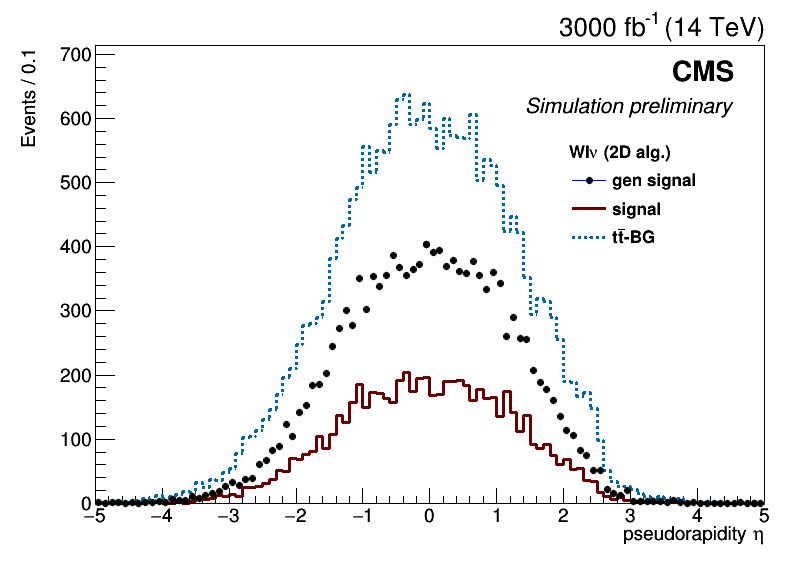 3000 fb⁻¹ (14 TeV)
CMS
Simulation preliminary
Wlν (2D alg.)
gen signal
signal
tt̄-BG
Events / 0.1
700
600
500
400
300
200
100
0
−5 −4 −3 −2 −1 0 1 2 3 4 5
pseudorapidity η